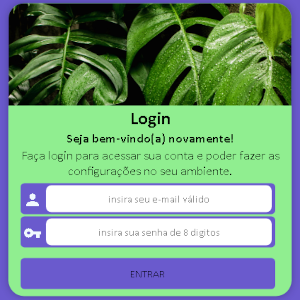 Login
Seja bem-vindo(a) novamente!
Faça login para acessar sua conta e poder fazer as
configurações no seu ambiente.
insira seu e-mail válido
insira sua senha de 8 digitos
ENTRAR